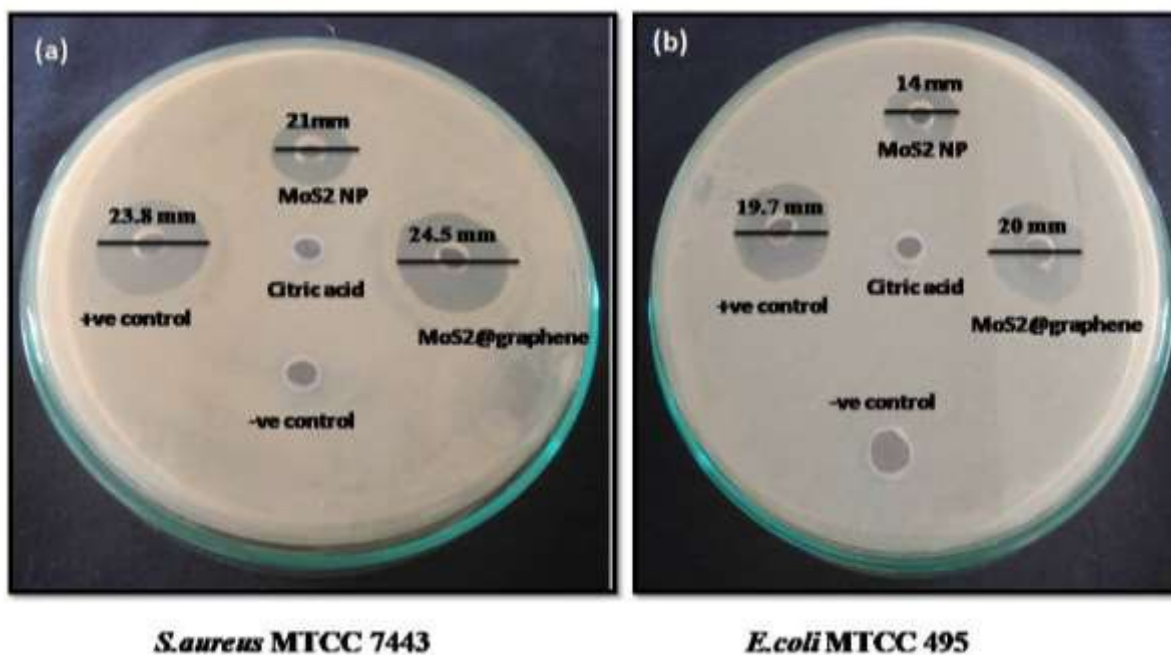 (a)
21mm
MoS2 NP
23.8 mm
24.5 mm
Citric acid
+ve control
MoS2@graphene
-ve control
S.aureus MTCC 7443
(b)
14 mm
MoS2 NP
19.7 mm
20 mm
Citric acid
+ve control
MoS2@graphene
-ve control
E.coli MTCC 495